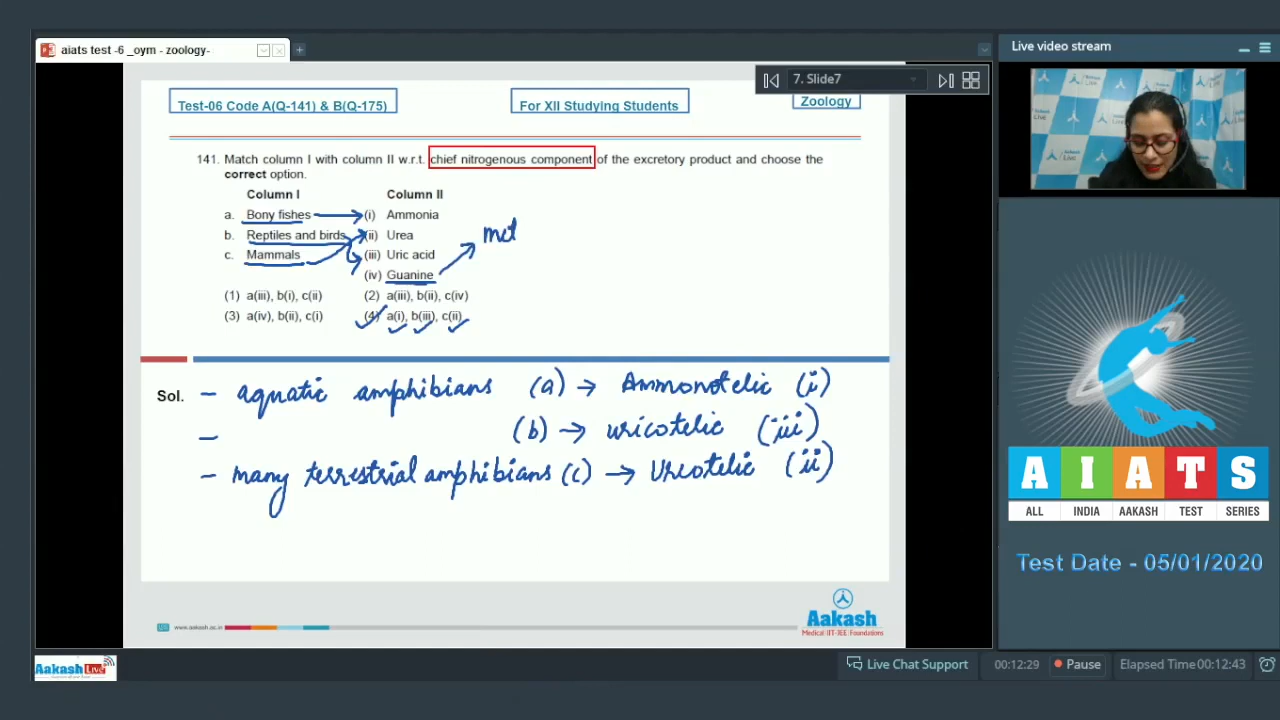 aiats test -6 _oym - zoology-
Live video stream
7. Slide7
Test-06 Code A(Q-141) & B(Q-175)
For XII Studying Students
Zoology
141. Match column I with column II w.r.t. chief nitrogenous component of the excretory product and choose the
correct option.
Column I Column II
a. Bony fishes (i) Ammonia
b. Reptiles and birds (ii) Urea
c. Mammals (iii) Uric acid
(iv) Guanine
met
(1) a(iii), b(i), c(ii) (2) a(iii), b(ii), c(iv)
(3) a(iv), b(ii), c(i) (4) a(i), b(iii), c(ii)
Sol. - aquatic amphibians (a) → Ammonotelic (i)
- (b) → uricotelic (iii)
- many terrestrial amphibians (c) → Ureotelic (ii)
Aakash
Medical|IIT-JEE|Foundations
www.aakash.ac.in
Aakash Live
A I A T S
ALL INDIA AAKASH TEST SERIES
Test Date - 05/01/2020
Live Chat Support
00:12:29
Pause
Elapsed Time 00:12:43